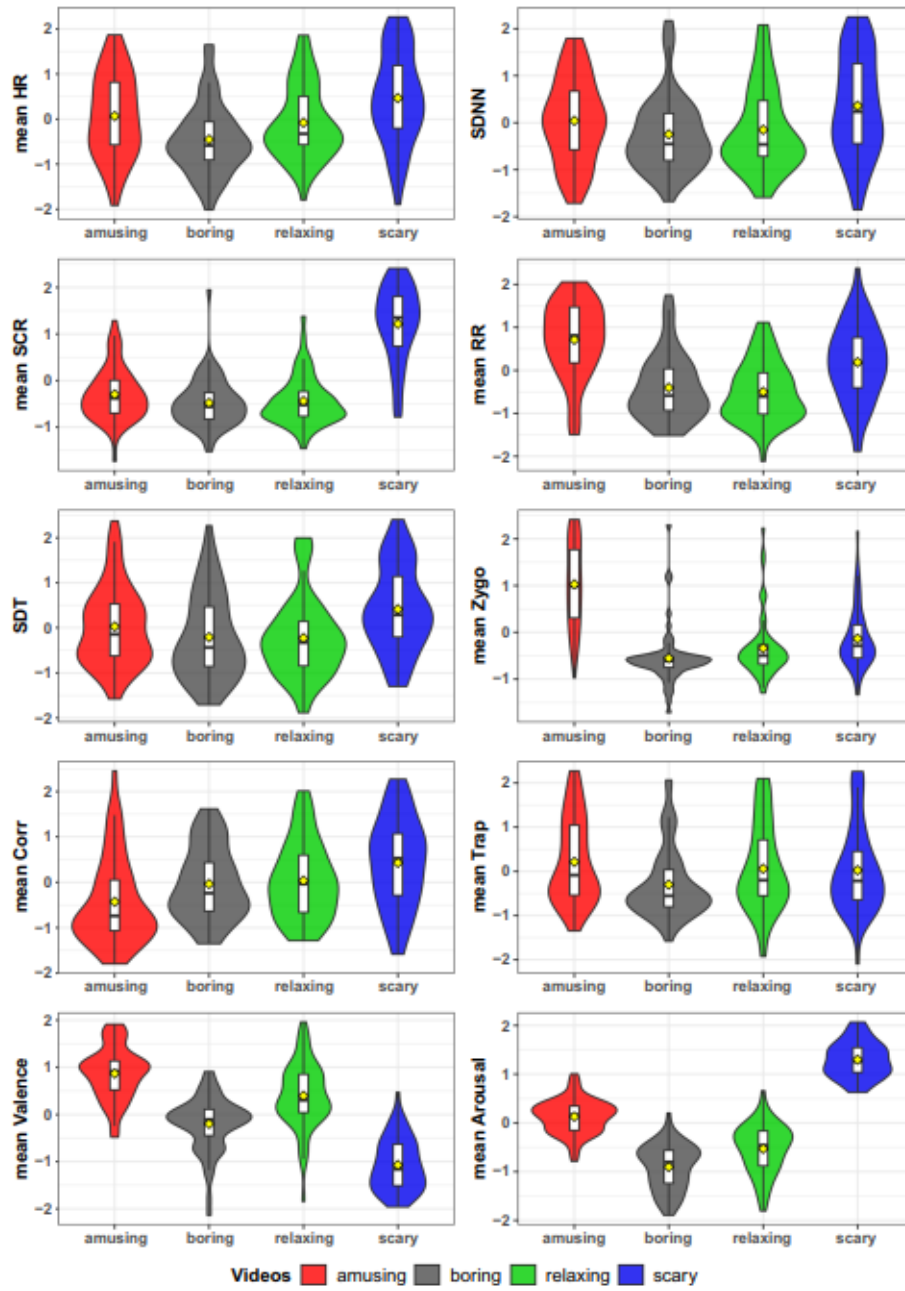 mean HR
2
1
0
−1
−2
amusing boring relaxing scary
SDNN
2
1
0
−1
−2
amusing boring relaxing scary
mean SCR
2
1
0
−1
amusing boring relaxing scary
mean RR
2
1
0
−1
−2
amusing boring relaxing scary
SDT
2
1
0
−1
−2
amusing boring relaxing scary
mean Zygo
2
1
0
−1
amusing boring relaxing scary
mean Corr
2
1
0
−1
−2
amusing boring relaxing scary
mean Trap
2
1
0
−1
−2
amusing boring relaxing scary
mean Valence
2
1
0
−1
−2
amusing boring relaxing scary
mean Arousal
2
1
0
−1
−2
amusing boring relaxing scary
Videos amusing boring relaxing scary